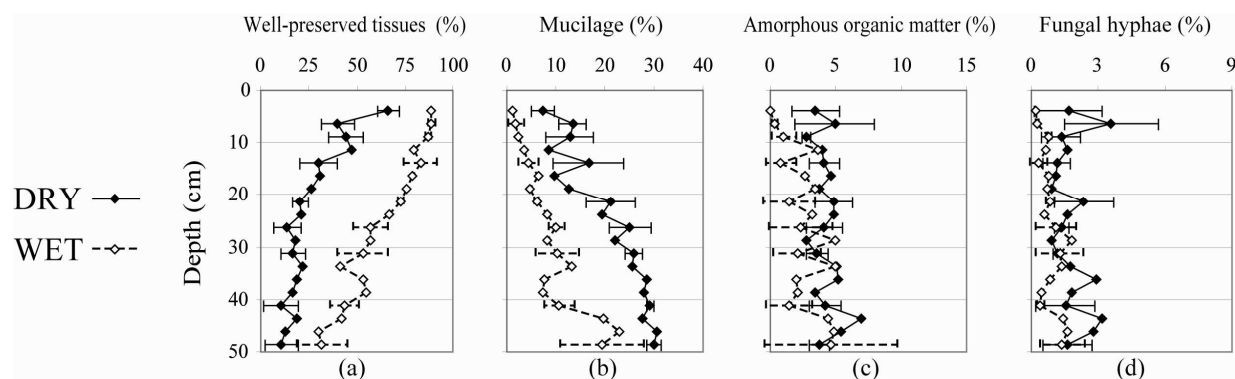 Well-preserved tissues (%) Mucilage (%) Amorphous organic matter (%) Fungal hyphae (%)
0 25 50 75 100 0 20 30 40 0 5 10 15 0 3 6 9
0
10
20
30
40
50
Depth (cm)
DRY
WET
(a) (b) (c) (d)